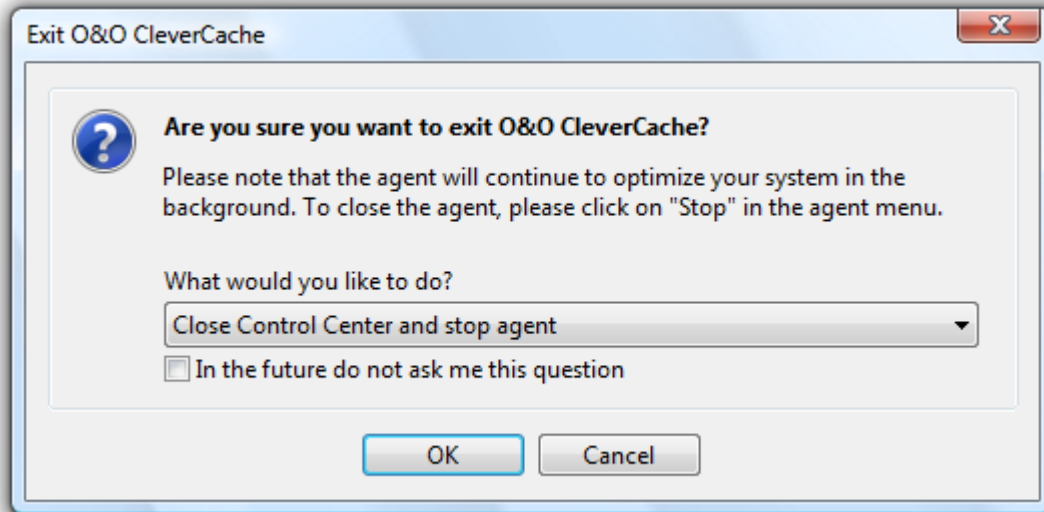 Exit O&O CleverCache
Are you sure you want to exit O&O CleverCache?
Please note that the agent will continue to optimize your system in the
background. To close the agent, please click on "Stop" in the agent menu.
What would you like to do?
Close Control Center and stop agent
In the future do not ask me this question
OK Cancel